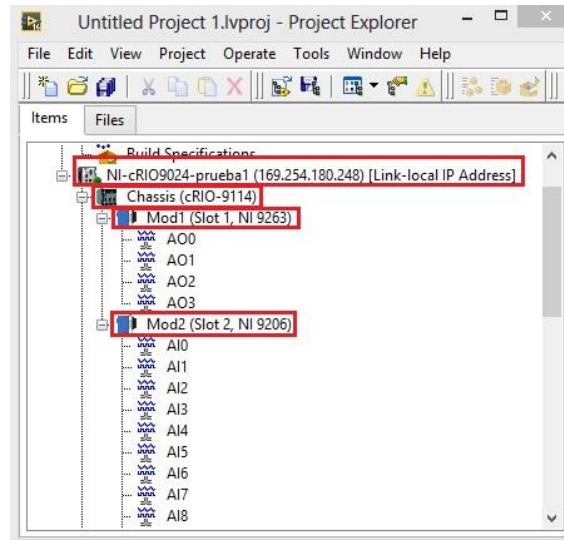 Untitled Project 1.lvproj - Project Explorer
File Edit View Project Operate Tools Window Help
Items Files
Build Specifications
NI-cRIO9024-prueba1 (169.254.180.248) [Link-local IP Address]
Chassis (cRIO-9114)
Mod1 (Slot 1, NI 9263)
AO0
AO1
AO2
AO3
Mod2 (Slot 2, NI 9206)
AI0
AI1
AI2
AI3
AI4
AI5
AI6
AI7
AI8